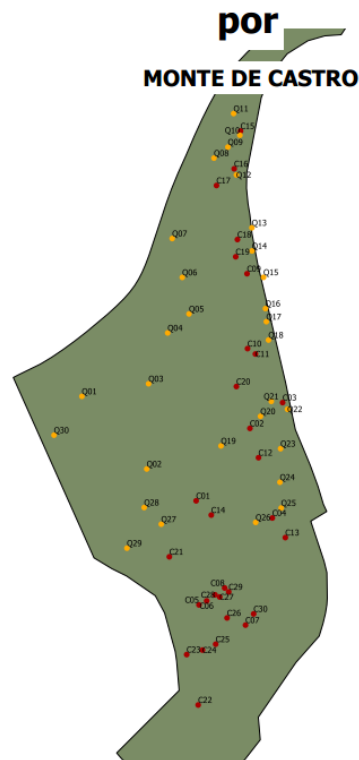 por
MONTE DE CASTRO
Q11
C15
Q10
Q09
Q08
C16
Q12
C17
Q13
Q07
C18
Q14
C19
C09
Q15
Q06
Q16
Q05
Q17
Q04
Q18
C10
C11
Q03
C20
Q01
Q21
C03
Q22
Q20
C02
Q30
Q19
Q23
C12
Q02
Q24
C01
Q28
Q25
C14
C04
Q26
Q27
C13
Q29
C21
C08
C29
C28
C27
C05
C06
C30
C26
C07
C25
C23
C24
C22